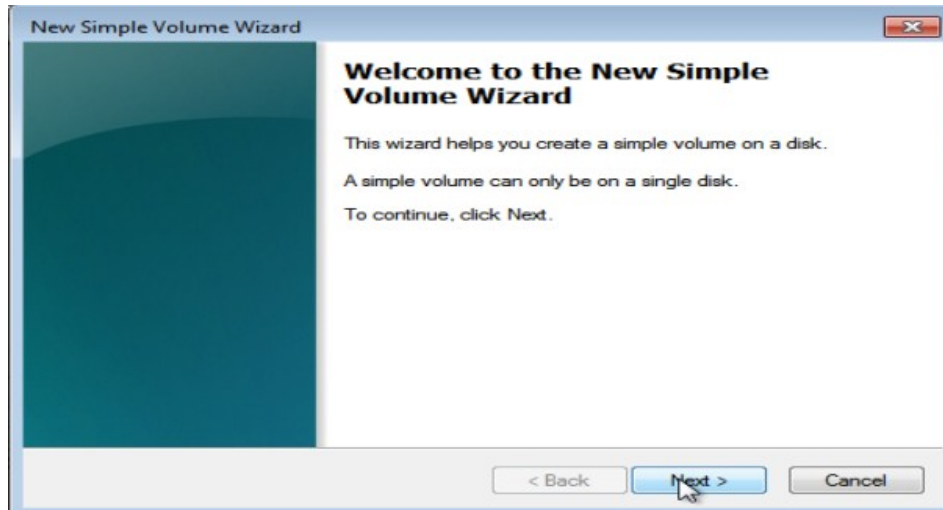 New Simple Volume Wizard
Welcome to the New Simple
Volume Wizard
This wizard helps you create a simple volume on a disk.
A simple volume can only be on a single disk.
To continue, click Next.
< Back Next > Cancel